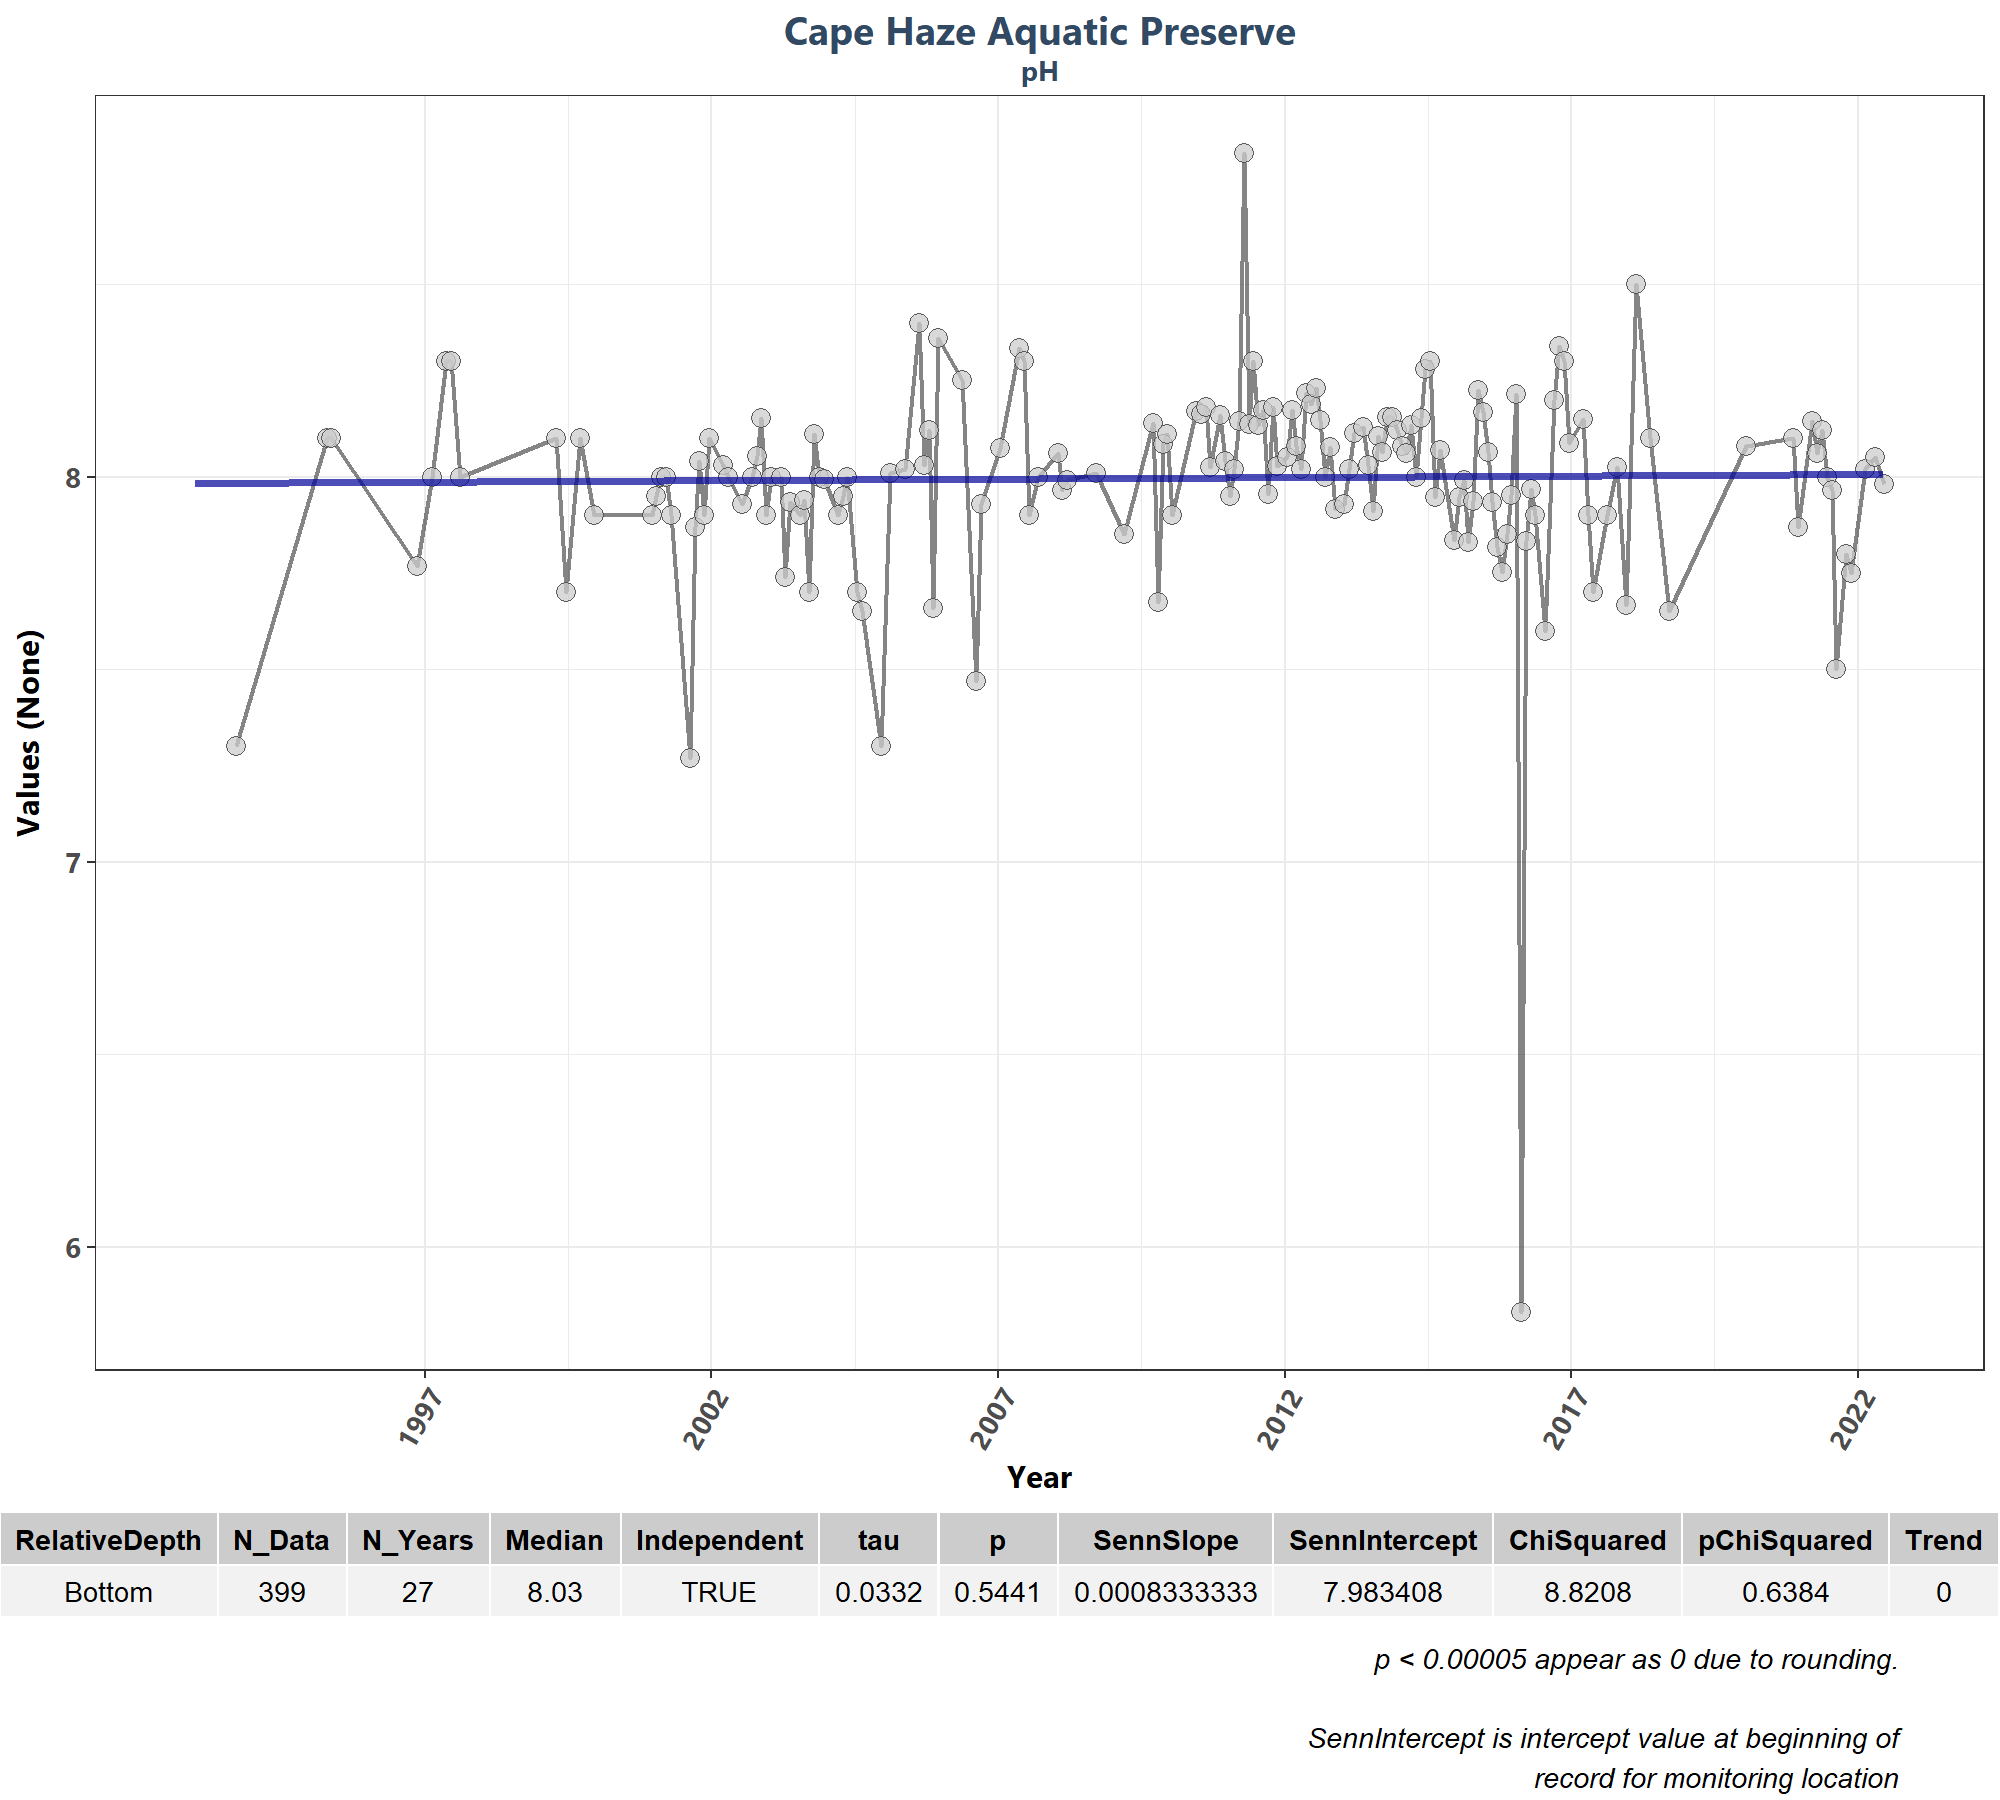 Cape Haze Aquatic Preserve
pH
Values (None)
8
7
6
1997 2002 2007 2012 2017 2022
Year
RelativeDepth N_Data N_Years Median Independent tau p SennSlope SennIntercept ChiSquared pChiSquared Trend
Bottom 399 27 8.03 TRUE 0.0332 0.5441 0.0008333333 7.983408 8.8208 0.6384 0
p < 0.00005 appear as 0 due to rounding.
SennIntercept is intercept value at beginning of
record for monitoring location